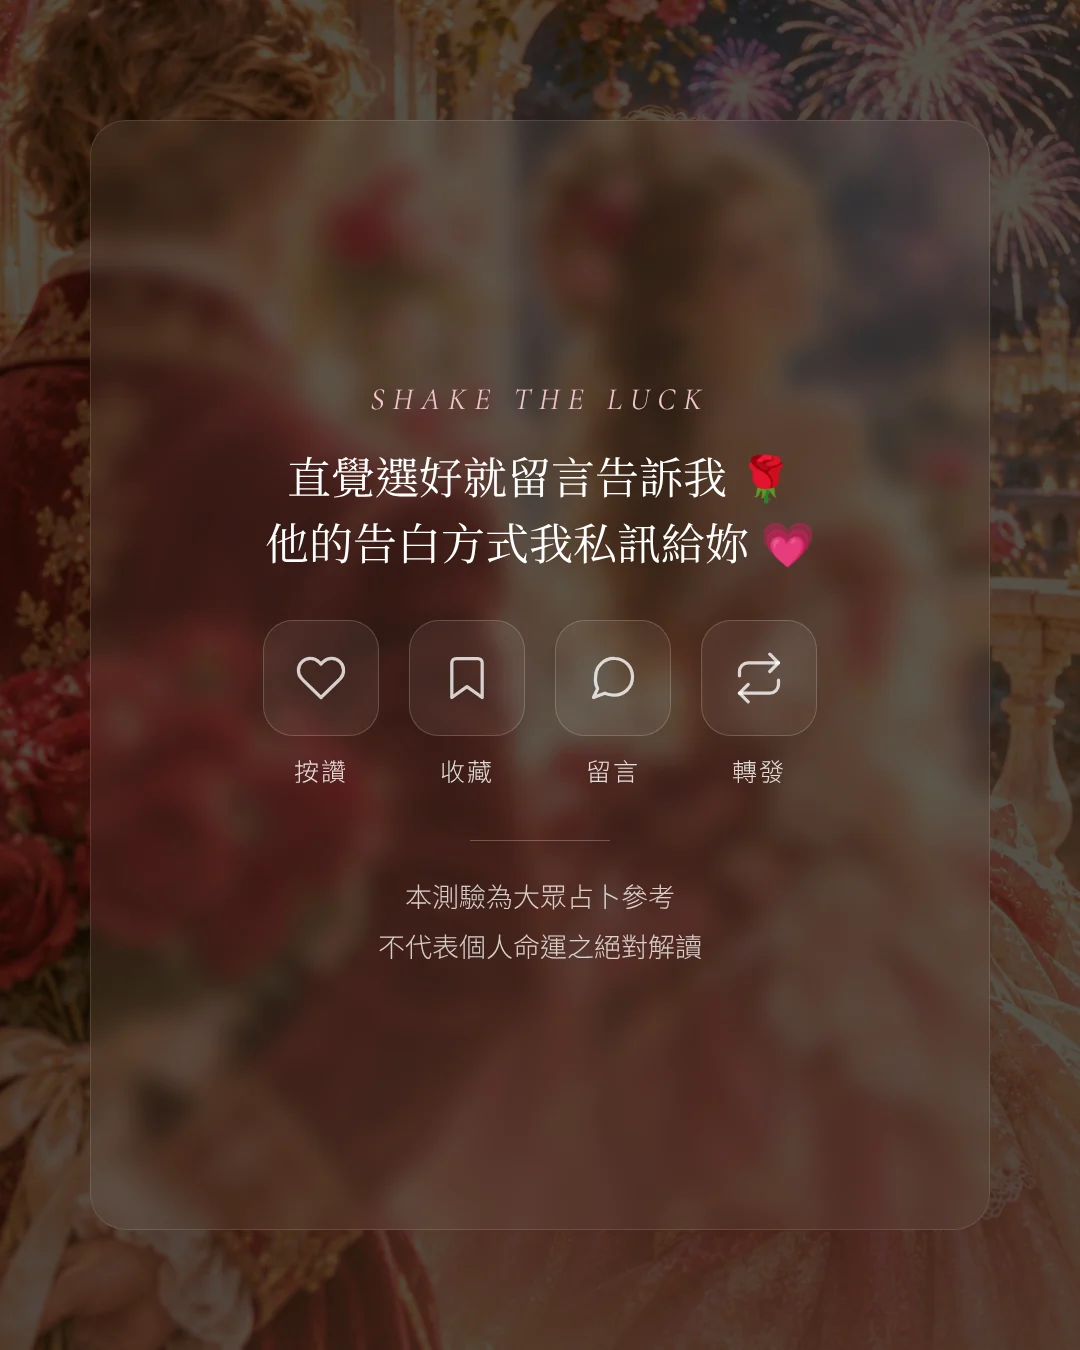 SHAKE THE LUCK
直覺選好就留言告訴我 🌹
他的告白方式我私訊給妳 💗
按讚
收藏
留言
轉發
本測驗為大眾占卜參考
不代表個人命運之絕對解讀